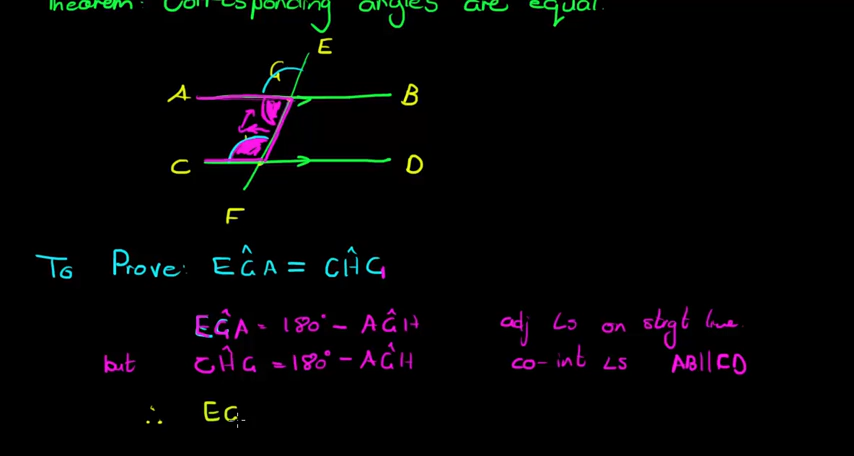 Theorem: Corresponding angles are equal.
E
G
A B
C D
F
To Prove: EĜA = CĤG
EĜA = 180° - AĜH adj ∠s on strgt line.
but CĤG = 180° - AĜH co-int ∠s AB||CD
∴ EG